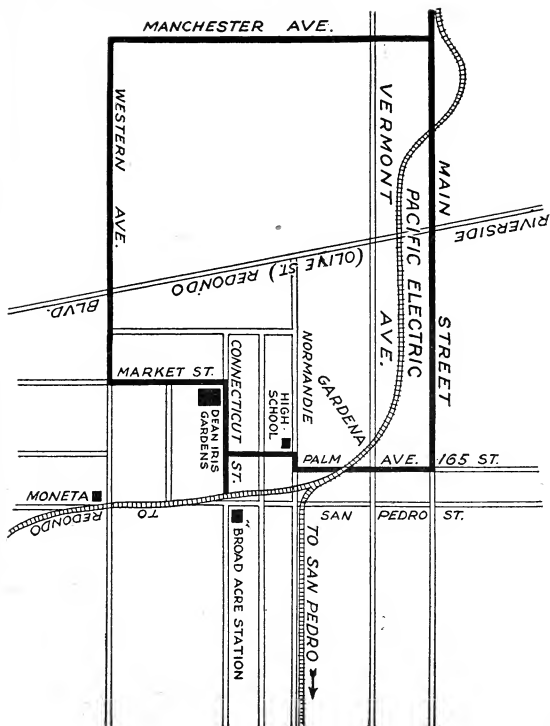 MANCHESTER AVE.
WESTERN AVE.
VERMONT AVE.
PACIFIC ELECTRIC
MAIN STREET
RIVERSIDE
REDONDO (OLIVE ST.)
BLVD.
MARKET ST.
CONNECTICUT ST.
NORMANDIE
HIGH-
SCHOOL
GARDENA
DEAN IRIS
GARDENS
PALM AVE.
165 ST.
MONETA
TO REDONDO
SAN PEDRO ST.
BROAD ACRE STATION
TO SAN PEDRO